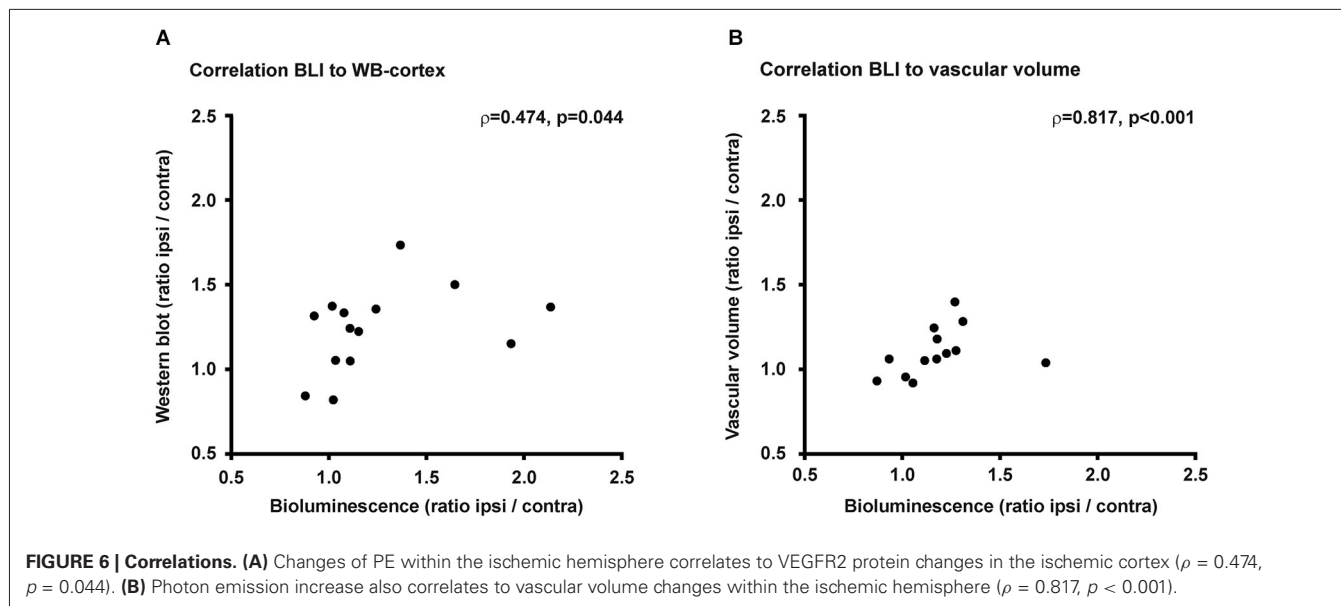 A
Correlation BLI to WB-cortex
ρ=0.474, p=0.044
Western blot (ratio ipsi / contra)
2.5
2.0
1.5
1.0
0.5
0.5 1.0 1.5 2.0 2.5
Bioluminescence (ratio ipsi / contra)
B
Correlation BLI to vascular volume
ρ=0.817, p<0.001
Vascular volume (ratio ipsi / contra)
2.5
2.0
1.5
1.0
0.5
0.5 1.0 1.5 2.0 2.5
Bioluminescence (ratio ipsi / contra)
FIGURE 6 | Correlations. (A) Changes of PE within the ischemic hemisphere correlates to VEGFR2 protein changes in the ischemic cortex (ρ = 0.474,
p = 0.044). (B) Photon emission increase also correlates to vascular volume changes within the ischemic hemisphere (ρ = 0.817, p < 0.001).